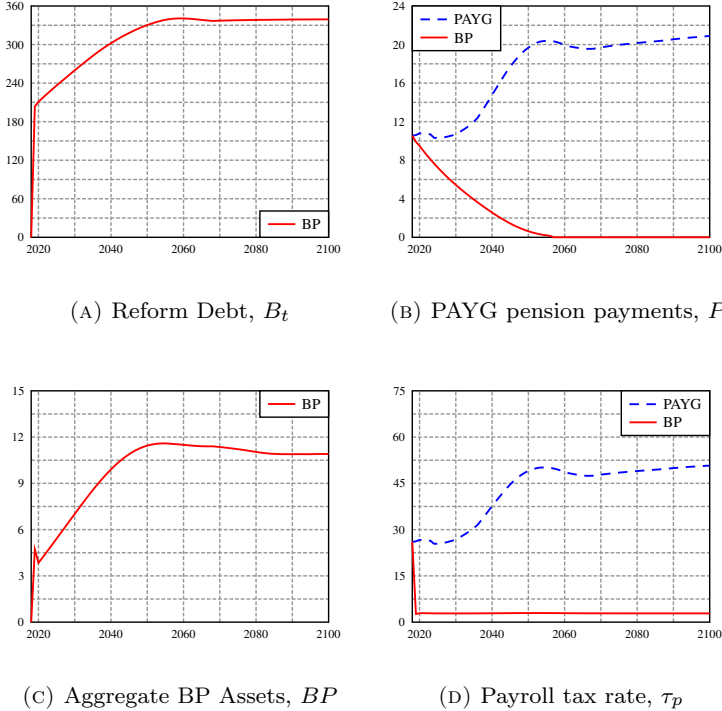 360
300
240
180
120
60
0
BP
2020 2040 2060 2080 2100
(A) Reform Debt, B_t
24
20
16
12
8
4
0
PAYG
BP
2020 2040 2060 2080 2100
(B) PAYG pension payments, P
15
12
9
6
3
0
BP
2020 2040 2060 2080 2100
(C) Aggregate BP Assets, BP
75
60
45
30
15
0
PAYG
BP
2020 2040 2060 2080 2100
(D) Payroll tax rate, τ_p